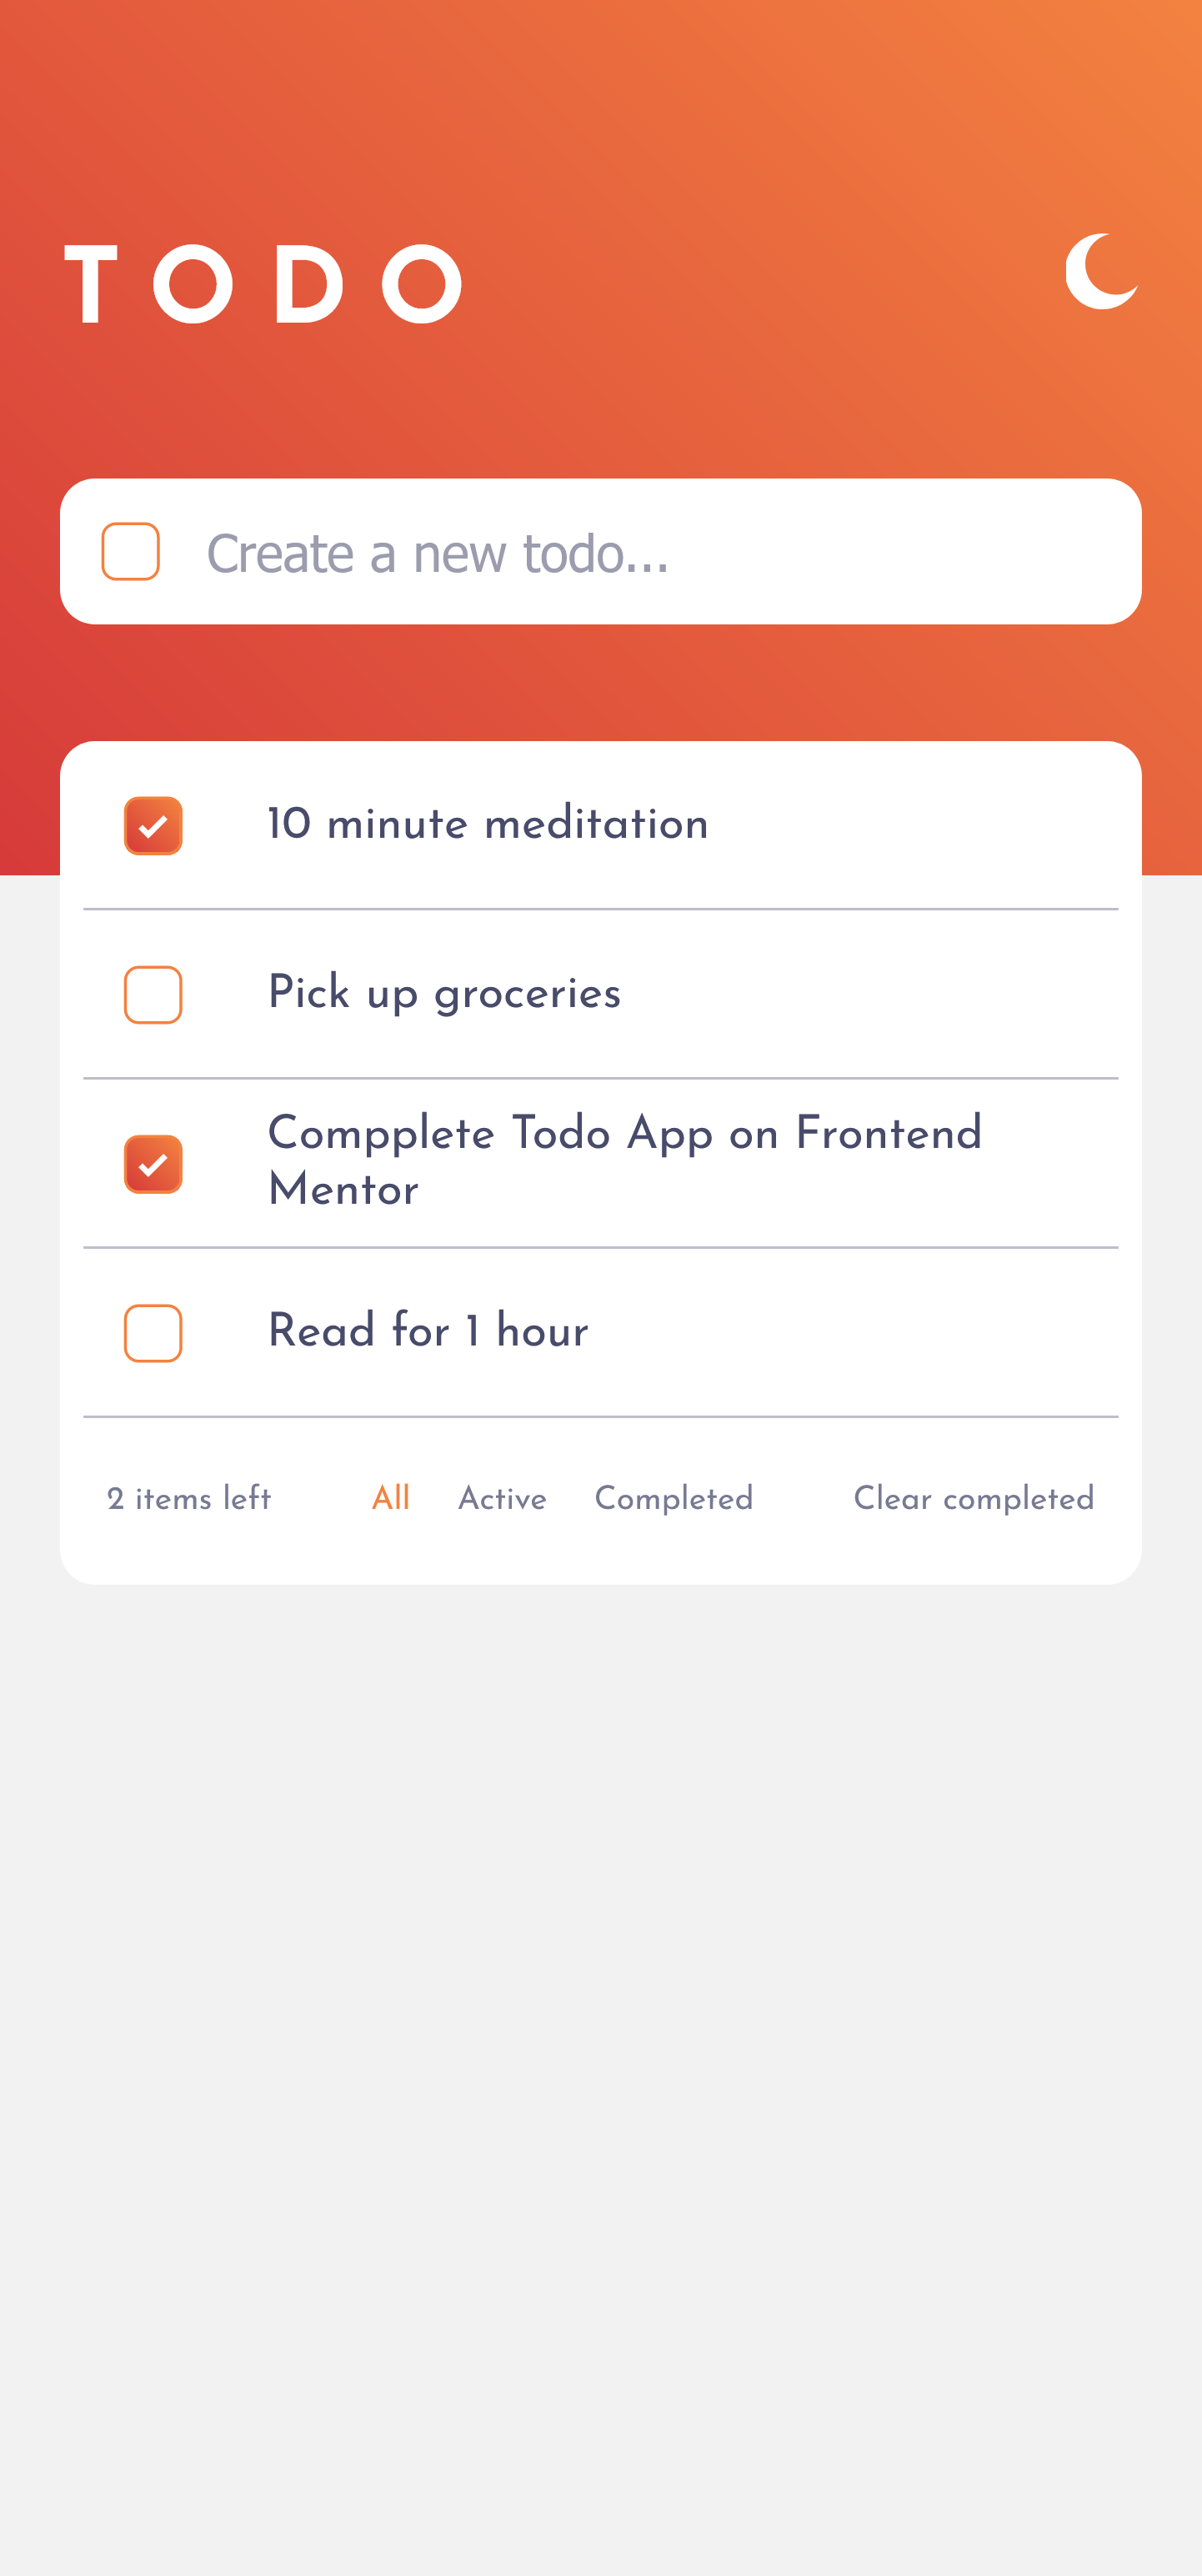 TODO
Create a new todo...
10 minute meditation
Pick up groceries
Compplete Todo App on Frontend
Mentor
Read for 1 hour
2 items left All Active Completed Clear completed